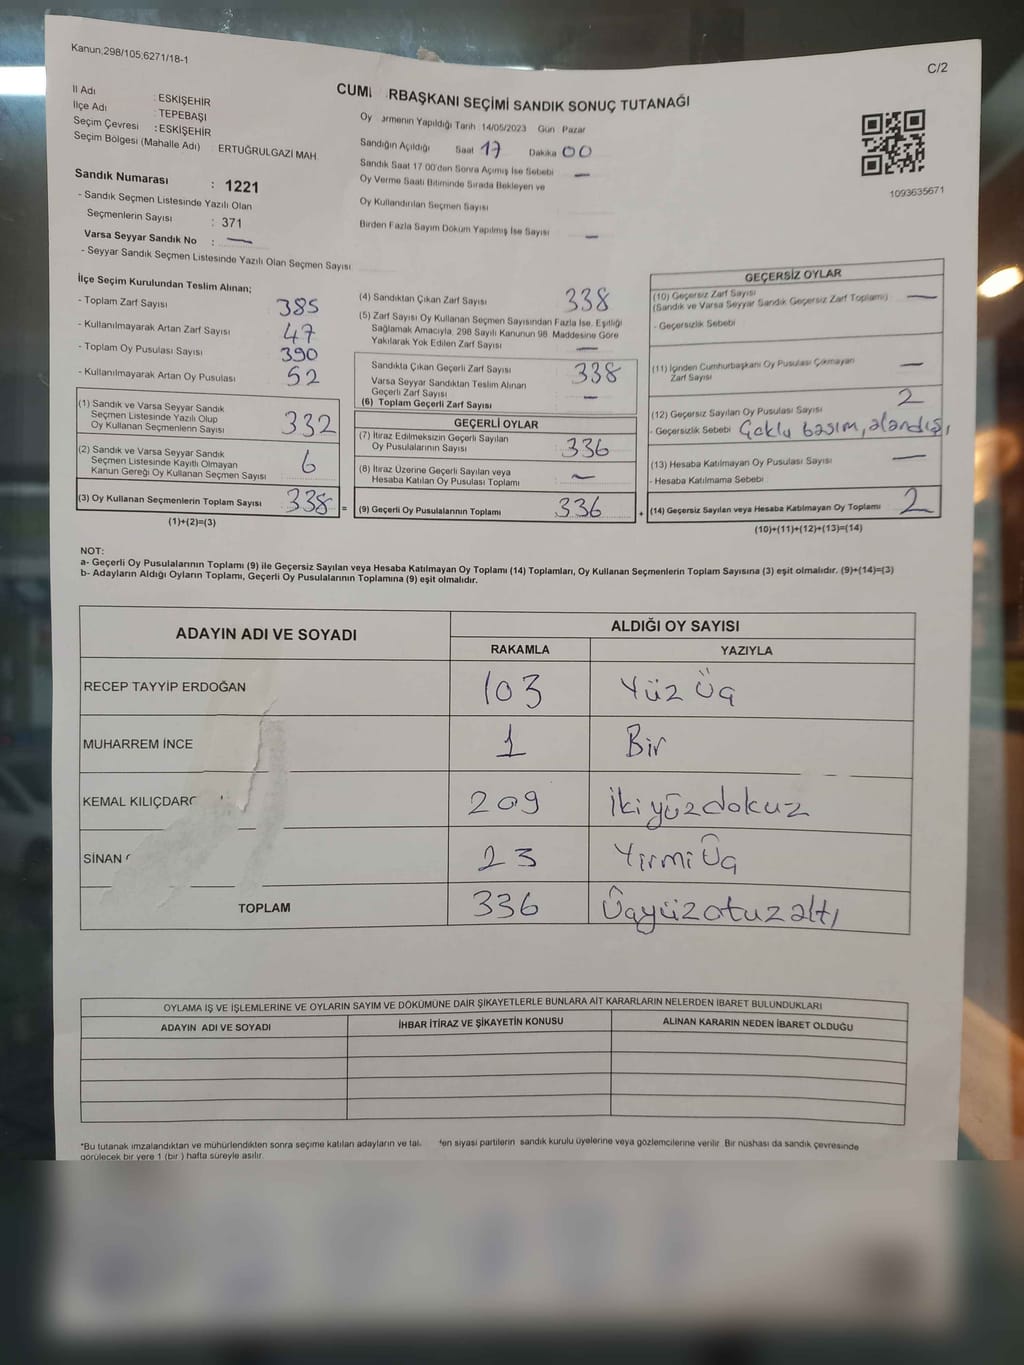 Kanun:298/105,6271/18-1
C/2
İl Adı : ESKİŞEHİR
İlçe Adı : TEPEBAŞI
Seçim Çevresi : ESKİŞEHİR
Seçim Bölgesi (Mahalle Adı) : ERTUĞRULGAZİ MAH.
Sandık Numarası : 1221
- Sandık Seçmen Listesinde Yazılı Olan
Seçmenlerin Sayısı : 371
Varsa Seyyar Sandık No : —
- Seyyar Sandık Seçmen Listesinde Yazılı Olan Seçmen Sayısı
CUM RBAŞKANI SEÇİMİ SANDIK SONUÇ TUTANAĞI
Oy rmenin Yapıldığı Tarih :14/05/2023 Gün Pazar
Sandığın Açıldığı Saat 17 Dakika 00
Sandık Saat 17:00'den Sonra Açımış İse Sebebi —
Oy Verme Saati Bitiminde Sırada Bekleyen ve
Oy Kullandırılan Seçmen Sayısı
Birden Fazla Sayım Döküm Yapılmış İse Sayısı —
1093635671
İlçe Seçim Kurulundan Teslim Alınan;
- Toplam Zarf Sayısı 385
- Kullanılmayarak Artan Zarf Sayısı 47
- Toplam Oy Pusulası Sayısı 390
- Kullanılmayarak Artan Oy Pusulası 52
(1) Sandık ve Varsa Seyyar Sandık
Seçmen Listesinde Yazılı Olup
Oy Kullanan Seçmenlerin Sayısı 332
(2) Sandık ve Varsa Seyyar Sandık
Seçmen Listesinde Kayıtlı Olmayan
Kanun Gereği Oy Kullanan Seçmen Sayısı 6
(3) Oy Kullanan Seçmenlerin Toplam Sayısı 338 =
(1)+(2)=(3)
(4) Sandıktan Çıkan Zarf Sayısı 338
(5) Zarf Sayısı Oy Kullanan Seçmen Sayısından Fazla İse, Eşitliği
Sağlamak Amacıyla, 298 Sayılı Kanunun 98. Maddesine Göre
Yakılarak Yok Edilen Zarf Sayısı —
Sandıkta Çıkan Geçerli Zarf Sayısı 338
Varsa Seyyar Sandıktan Teslim Alınan
Geçerli Zarf Sayısı —
(6) Toplam Geçerli Zarf Sayısı
GEÇERLİ OYLAR
(7) İtiraz Edilmeksizin Geçerli Sayılan
Oy Pusulalarının Sayısı 336
(8) İtiraz Üzerine Geçerli Sayılan veya
Hesaba Katılan Oy Pusulası Toplamı —
(9) Geçerli Oy Pusulalarının Toplamı 336 +
GEÇERSİZ OYLAR
(10) Geçersiz Zarf Sayısı —
(Sandık ve Varsa Seyyar Sandık Geçersiz Zarf Toplamı)
- Geçersizlik Sebebi
(11) İçinden Cumhurbaşkanı Oy Pusulası Çıkmayan
Zarf Sayısı —
(12) Geçersiz Sayılan Oy Pusulası Sayısı 2
- Geçersizlik Sebebi Çoklu basım,
(13) Hesaba Katılmayan Oy Pusulası Sayısı —
- Hesaba Katılmama Sebebi
(14) Geçersiz Sayılan veya Hesaba Katılmayan Oy Toplamı 2
(10)+(11)+(12)+(13)=(14)
NOT:
a- Geçerli Oy Pusulalarının Toplamı (9) ile Geçersiz Sayılan veya Hesaba Katılmayan Oy Toplamı (14) Toplamları, Oy Kullanan Seçmenlerin Toplam Sayısına (3) eşit olmalıdır. (9)+(14)=(3)
b- Adayların Aldığı Oyların Toplamı, Geçerli Oy Pusulalarının Toplamına (9) eşit olmalıdır.
ADAYIN ADI VE SOYADI ALDIĞI OY SAYISI
RAKAMLA YAZIYLA
RECEP TAYYİP ERDOĞAN 103 Yüz Üç
MUHARREM İNCE 1 Bir
KEMAL KILIÇDARO 209 İkiyüzdokuz
SİNAN 23 Yirmi Üç
TOPLAM 336 Üçyüzotuzaltı
OYLAMA İŞ VE İŞLEMLERİNE VE OYLARIN SAYIM VE DÖKÜMÜNE DAİR ŞİKAYETLERLE BUNLARA AİT KARARLARIN NELERDEN İBARET BULUNDUKLARI
ADAYIN ADI VE SOYADI İHBAR İTİRAZ VE ŞİKAYETİN KONUSU ALINAN KARARIN NEDEN İBARET OLDUĞU
*Bu tutanak imzalandıktan ve mühürlendikten sonra seçime katılan adayların ve tal en siyasi partilerin sandık kurulu üyelerine veya gözlemcilerine verilir. Bir nüshası da sandık çevresinde
görülecek bir yere 1 (bir) hafta süreyle asılır.